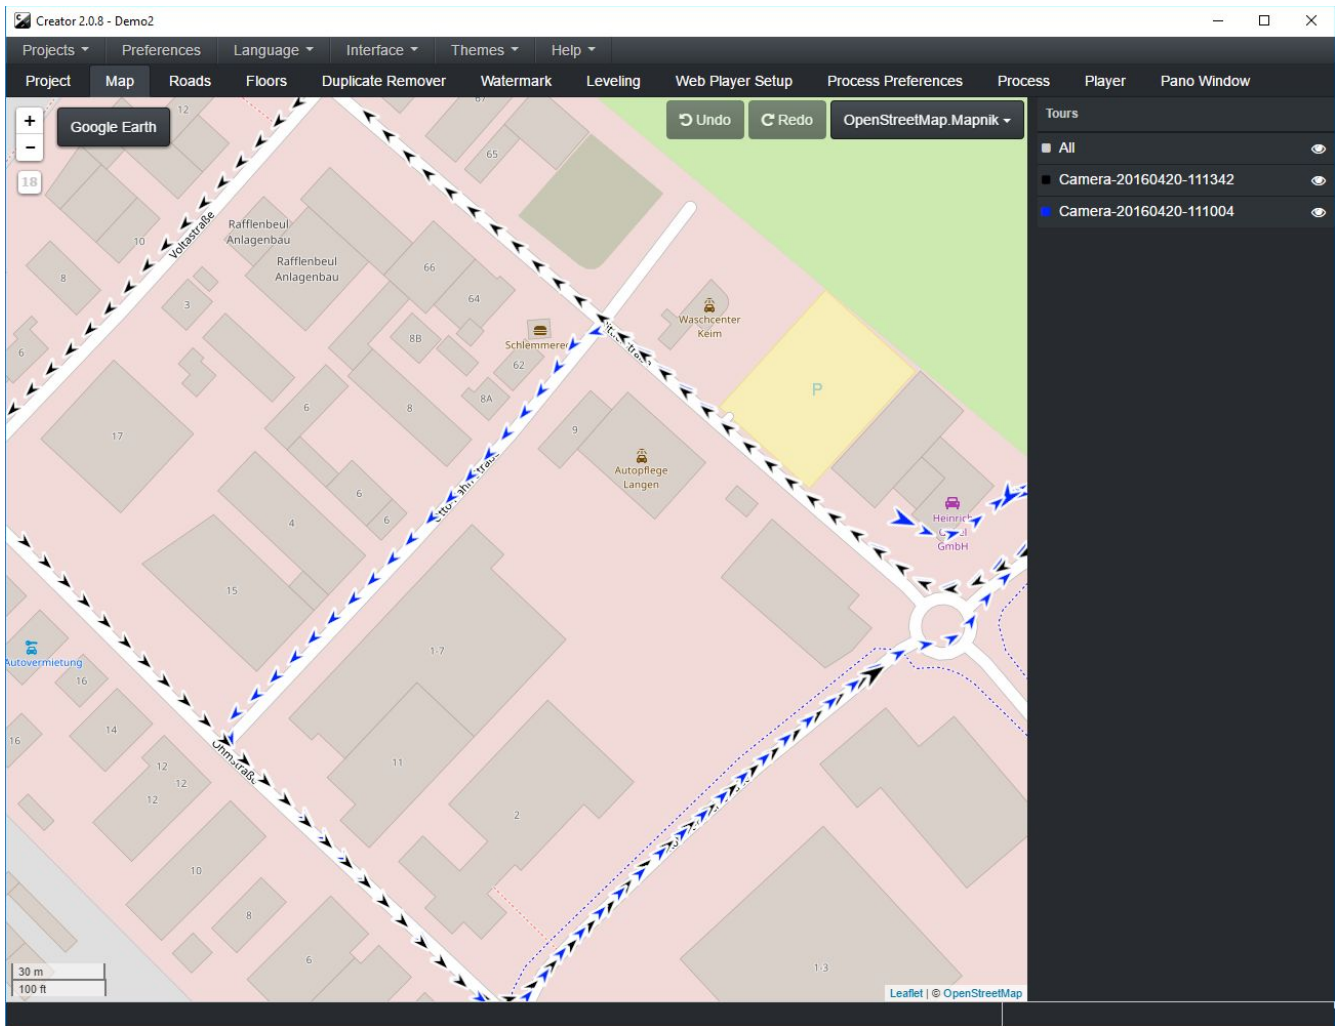 Creator 2.0.8 - Demo2
Projects Preferences Language Interface Themes Help
Project Map Roads Floors Duplicate Remover Watermark Leveling Web Player Setup Process Preferences Process Player Pano Window
+
-
18
Google Earth
Undo Redo OpenStreetMap.Mapnik
Tours
All
Camera-20160420-111342
Camera-20160420-111004
12
67
65
10
Voltastraße
Rafflenbeul
Anlagenbau
Rafflenbeul
Anlagenbau
66
8
3
64
8B
6
62
8A
Waschcenter
Keim
P
6
8
9
17
Autopflege
Langen
6
6
4
Heinrich
GmbH
15
1-7
Autovermietung
16
14
16
Ohmstraße
12
12
12
11
2
10
8
6
1-3
30 m
100 ft
Leaflet | © OpenStreetMap